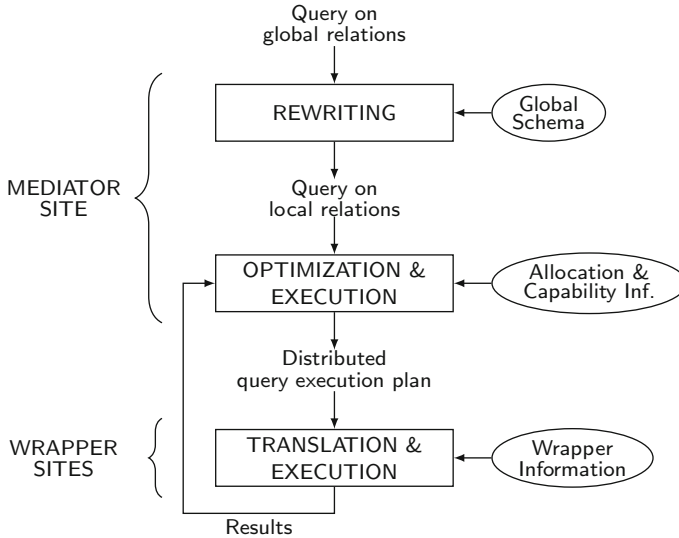 Query on
global relations
REWRITING
Global
Schema
MEDIATOR
SITE
Query on
local relations
OPTIMIZATION &
EXECUTION
Allocation &
Capability Inf.
Distributed
query execution plan
WRAPPER
SITES
TRANSLATION &
EXECUTION
Wrapper
Information
Results